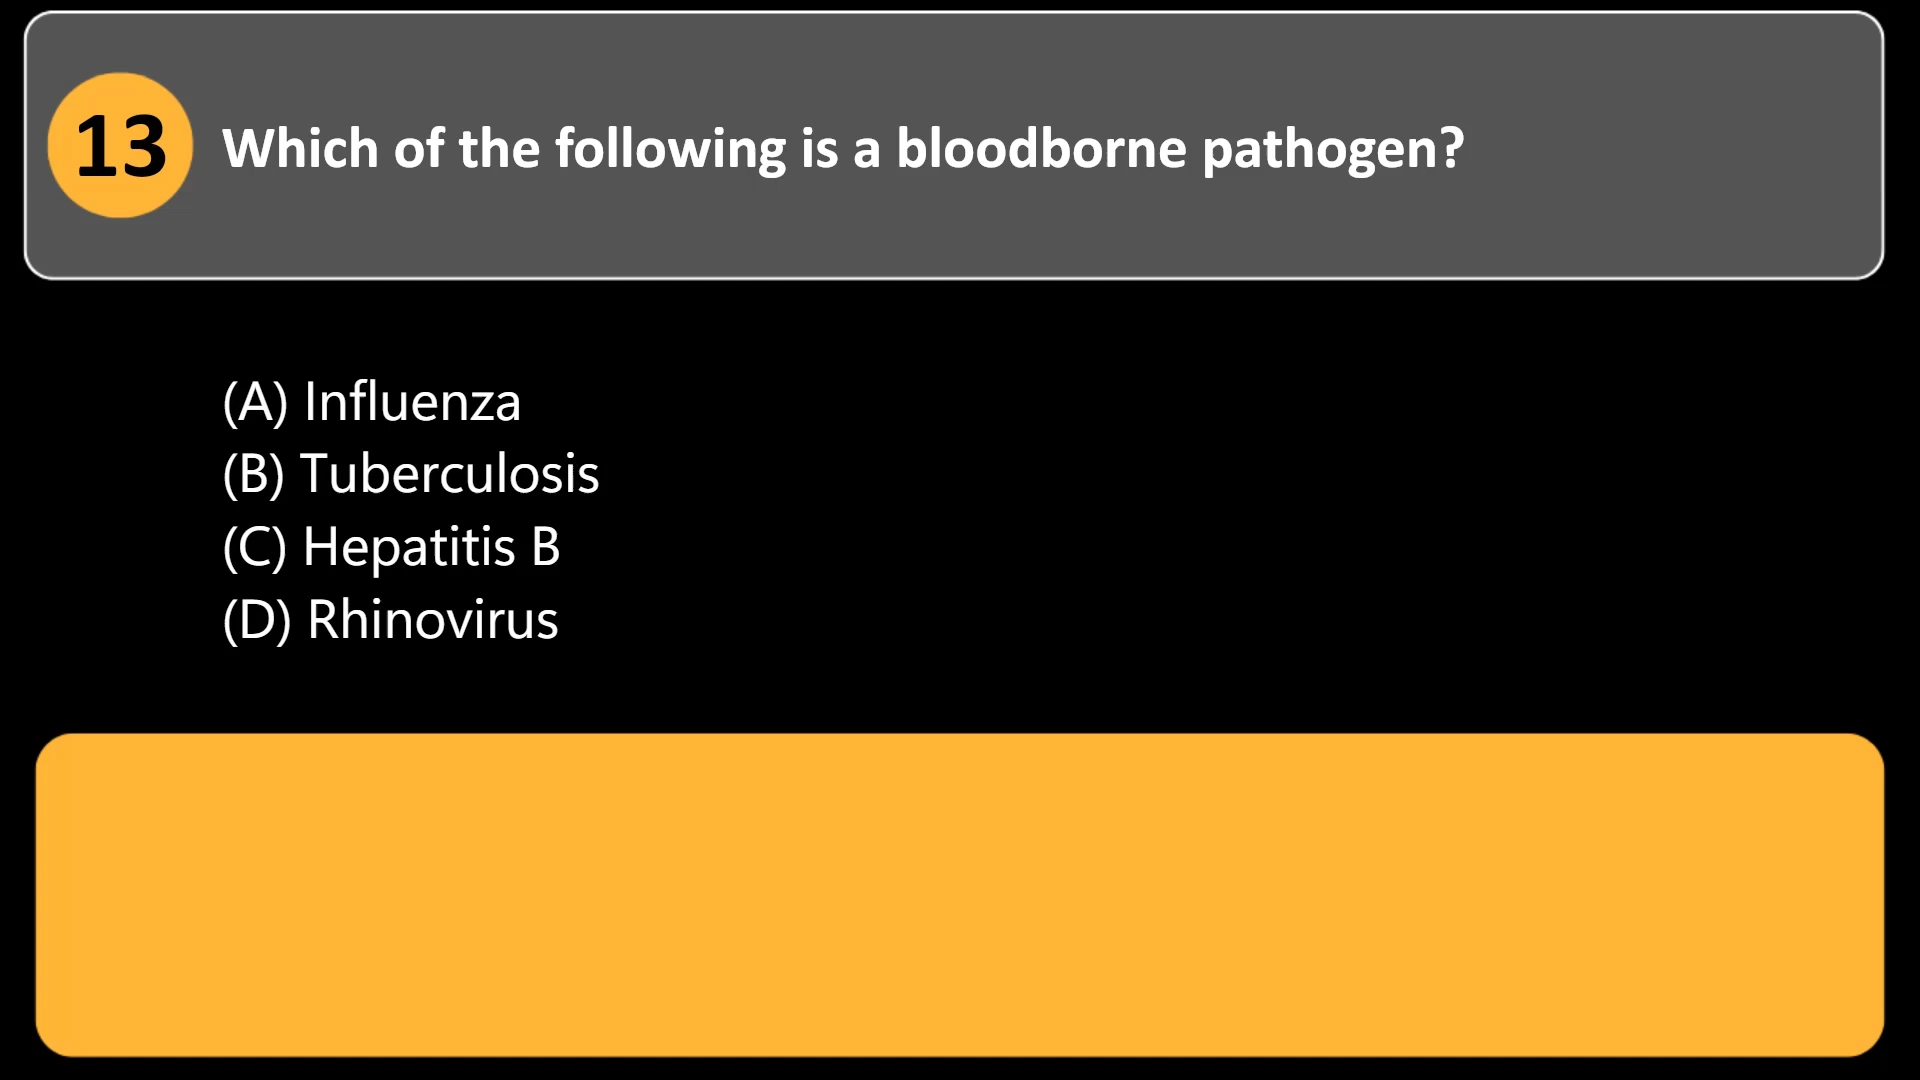 13
Which of the following is a bloodborne pathogen?
(A) Influenza
(B) Tuberculosis
(C) Hepatitis B
(D) Rhinovirus